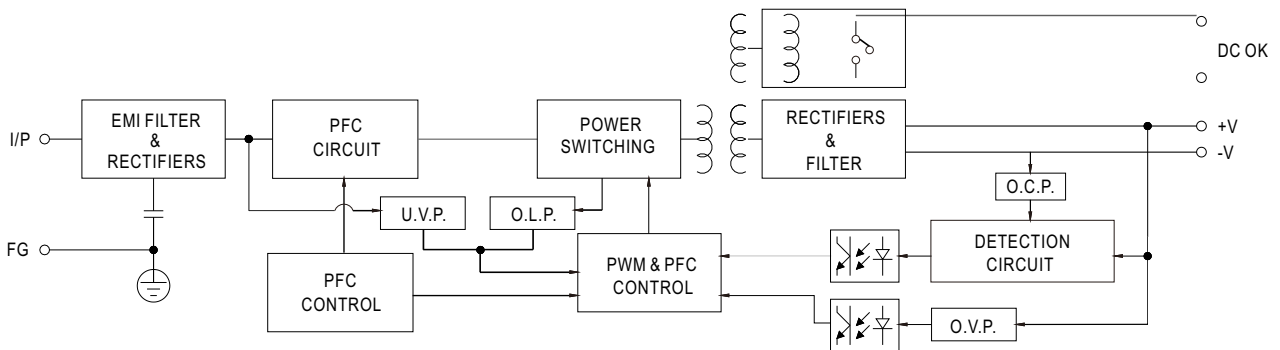 DC OK
I/P
EMI FILTER
&
RECTIFIERS
PFC
CIRCUIT
POWER
SWITCHING
RECTIFIERS
&
FILTER
+V
-V
O.C.P.
U.V.P.
O.L.P.
FG
PFC
CONTROL
PWM & PFC
CONTROL
DETECTION
CIRCUIT
O.V.P.